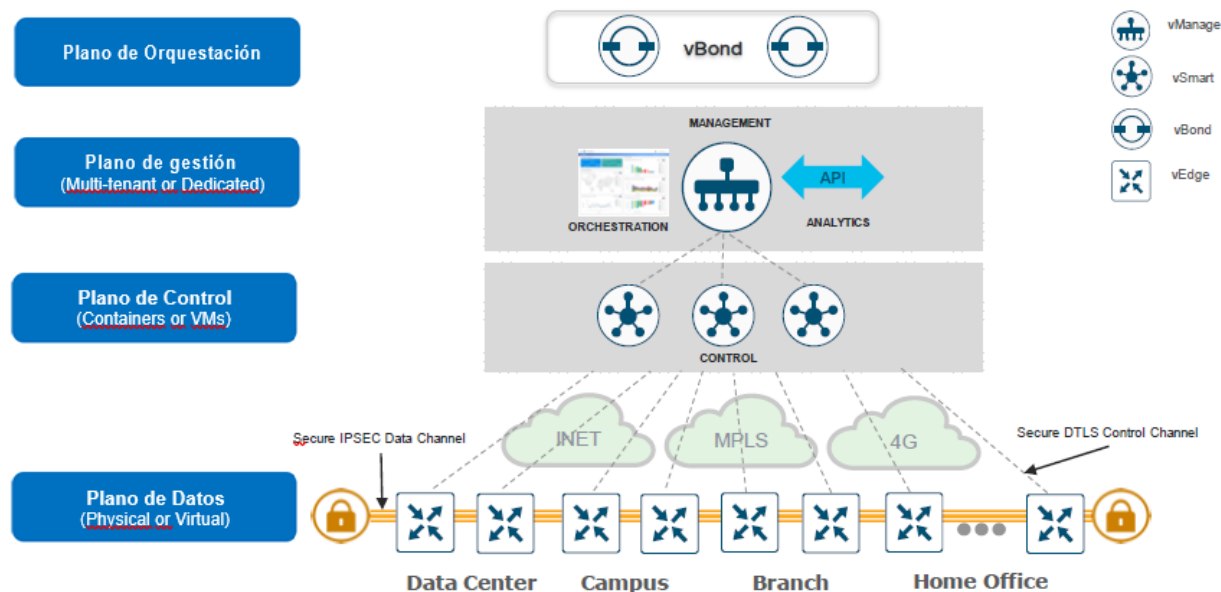 Plano de Orquestación
vBond
vManage
vSmart
vBond
vEdge
Plano de gestión
(Multi-tenant or Dedicated)
MANAGEMENT
API
ORCHESTRATION
ANALYTICS
Plano de Control
(Containers or VMs)
CONTROL
INET
MPLS
4G
Secure IPSEC Data Channel
Secure DTLS Control Channel
Plano de Datos
(Physical or Virtual)
Data Center
Campus
Branch
Home Office